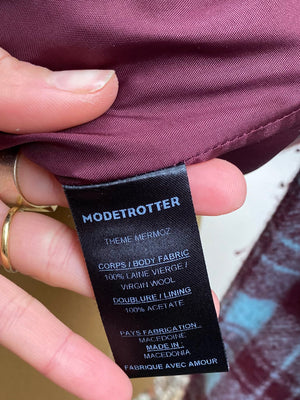 MODETROTTER
THEME MERMOZ
CORPS / BODY FABRIC
100% LAINE VIERGE /
VIRGIN WOOL
DOUBLURE / LINING
100% ACETATE
PAYS FABRICATION :
MACEDOINE
MADE IN :
MACEDONIA
FABRIQUE AVEC AMOUR